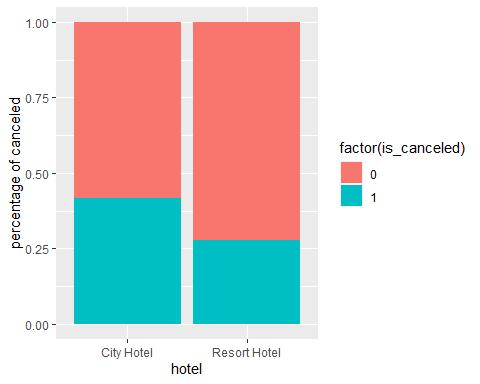 1.00
0.75
0.50
0.25
0.00
percentage of canceled
City Hotel
Resort Hotel
hotel
factor(is_canceled)
0
1